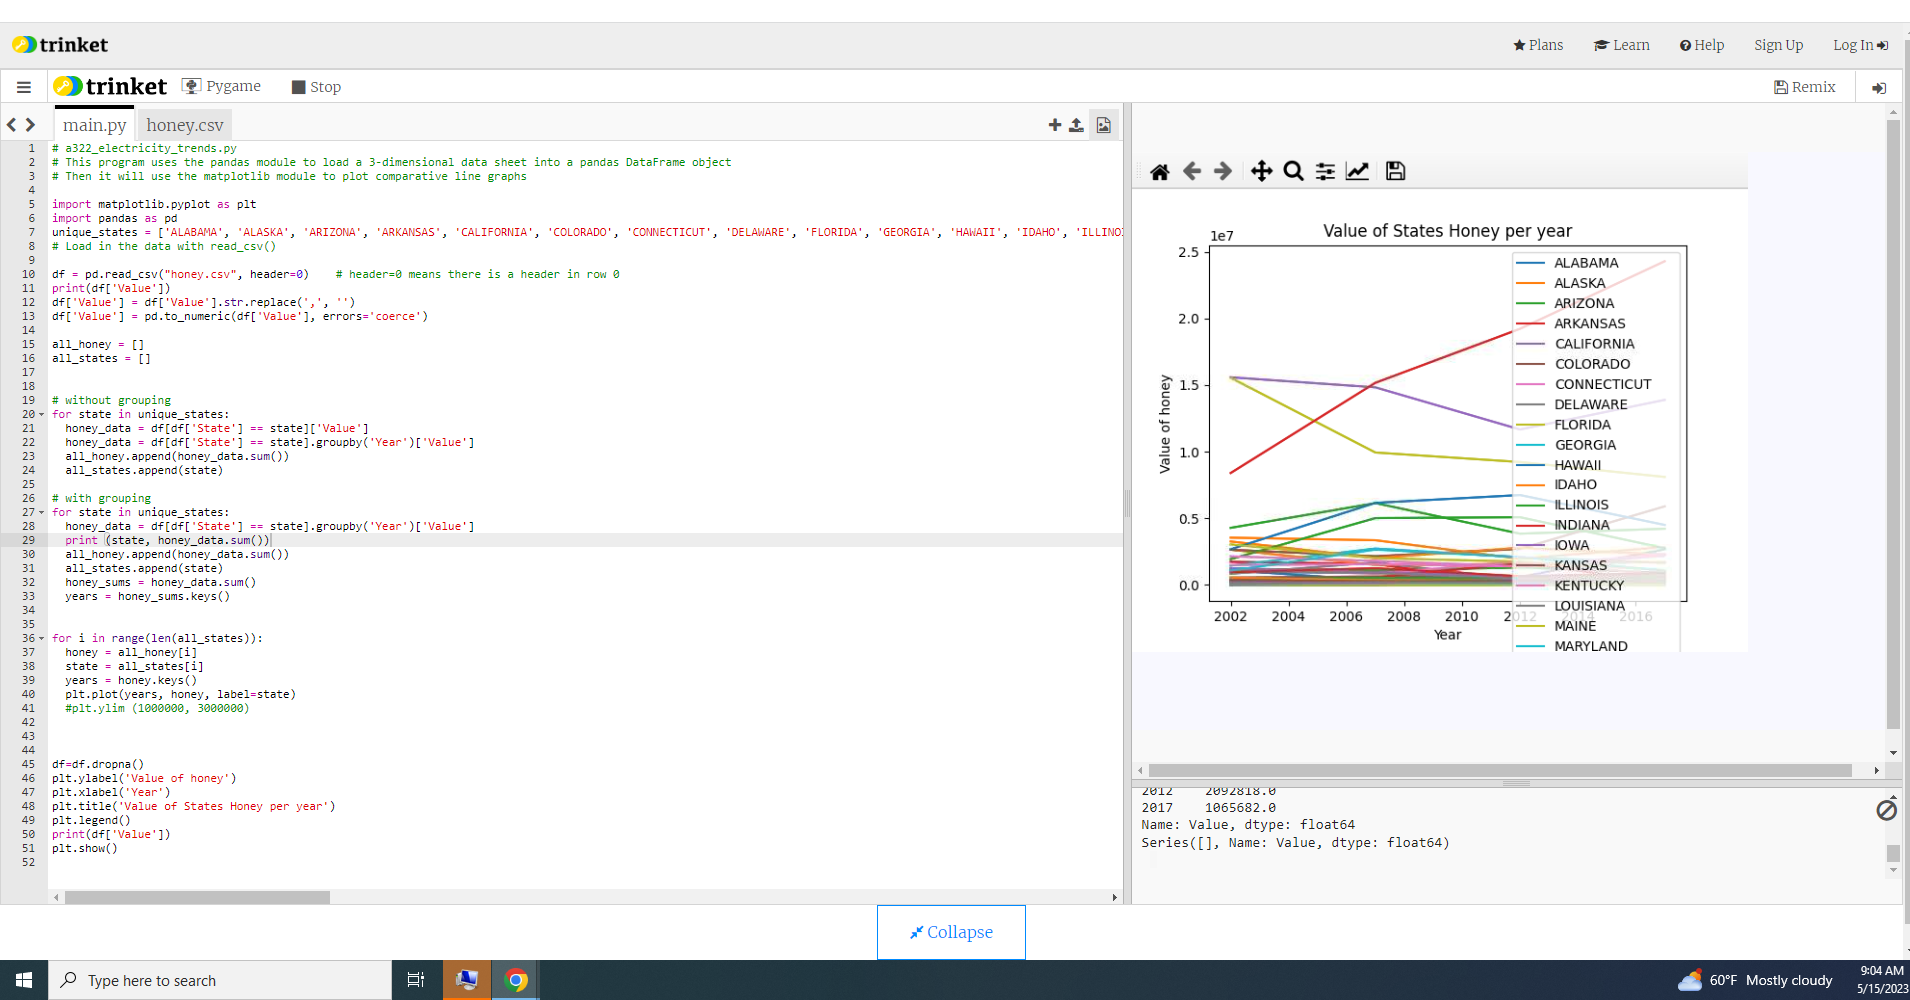 trinket
Plans Learn Help Sign Up Log In
trinket Pygame Stop Remix
main.py honey.csv
1 # a322_electricity_trends.py
2 # This program uses the pandas module to load a 3-dimensional data sheet into a pandas DataFrame object
3 # Then it will use the matplotlib module to plot comparative line graphs
4
5 import matplotlib.pyplot as plt
6 import pandas as pd
7 unique_states = ['ALABAMA', 'ALASKA', 'ARIZONA', 'ARKANSAS', 'CALIFORNIA', 'COLORADO', 'CONNECTICUT', 'DELAWARE', 'FLORIDA', 'GEORGIA', 'HAWAII', 'IDAHO', 'ILLINO
8 # Load in the data with read_csv()
9
10 df = pd.read_csv("honey.csv", header=0)    # header=0 means there is a header in row 0
11 print(df['Value'])
12 df['Value'] = df['Value'].str.replace(',', '')
13 df['Value'] = pd.to_numeric(df['Value'], errors='coerce')
14
15 all_honey = []
16 all_states = []
17
18
19 # without grouping
20 for state in unique_states:
21   honey_data = df[df['State'] == state]['Value']
22   honey_data = df[df['State'] == state].groupby('Year')['Value']
23   all_honey.append(honey_data.sum())
24   all_states.append(state)
25
26 # with grouping
27 for state in unique_states:
28   honey_data = df[df['State'] == state].groupby('Year')['Value']
29   print (state, honey_data.sum())
30   all_honey.append(honey_data.sum())
31   all_states.append(state)
32   honey_sums = honey_data.sum()
33   years = honey_sums.keys()
34
35
36 for i in range(len(all_states)):
37   honey = all_honey[i]
38   state = all_states[i]
39   years = honey.keys()
40   plt.plot(years, honey, label=state)
41   #plt.ylim (1000000, 3000000)
42
43
44
45 df=df.dropna()
46 plt.ylabel('Value of honey')
47 plt.xlabel('Year')
48 plt.title('Value of States Honey per year')
49 plt.legend()
50 print(df['Value'])
51 plt.show()
52
Value of States Honey per year
1e7
2.5
2.0
1.5
1.0
0.5
0.0
Value of honey
2002 2004 2006 2008 2010 2012 2014 2016
Year
ALABAMA
ALASKA
ARIZONA
ARKANSAS
CALIFORNIA
COLORADO
CONNECTICUT
DELAWARE
FLORIDA
GEORGIA
HAWAII
IDAHO
ILLINOIS
INDIANA
IOWA
KANSAS
KENTUCKY
LOUISIANA
MAINE
MARYLAND
2012    2092818.0
2017    1065682.0
Name: Value, dtype: float64
Series([], Name: Value, dtype: float64)
Collapse
Type here to search
60°F Mostly cloudy
9:04 AM
5/15/2023